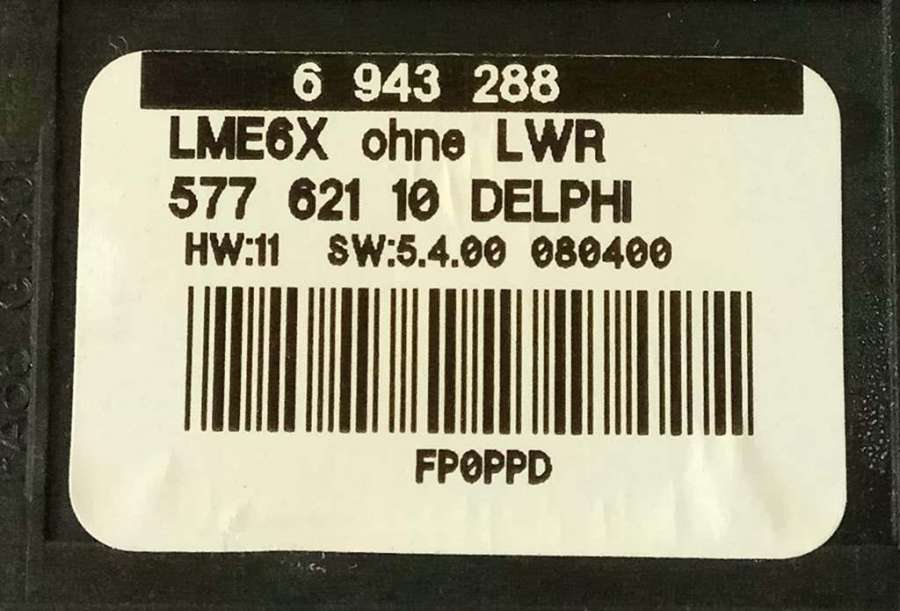 6 943 288
LME6X ohne LWR
577 621 10 DELPHI
HW:11 SW:5.4.00 080400
FP0PPD